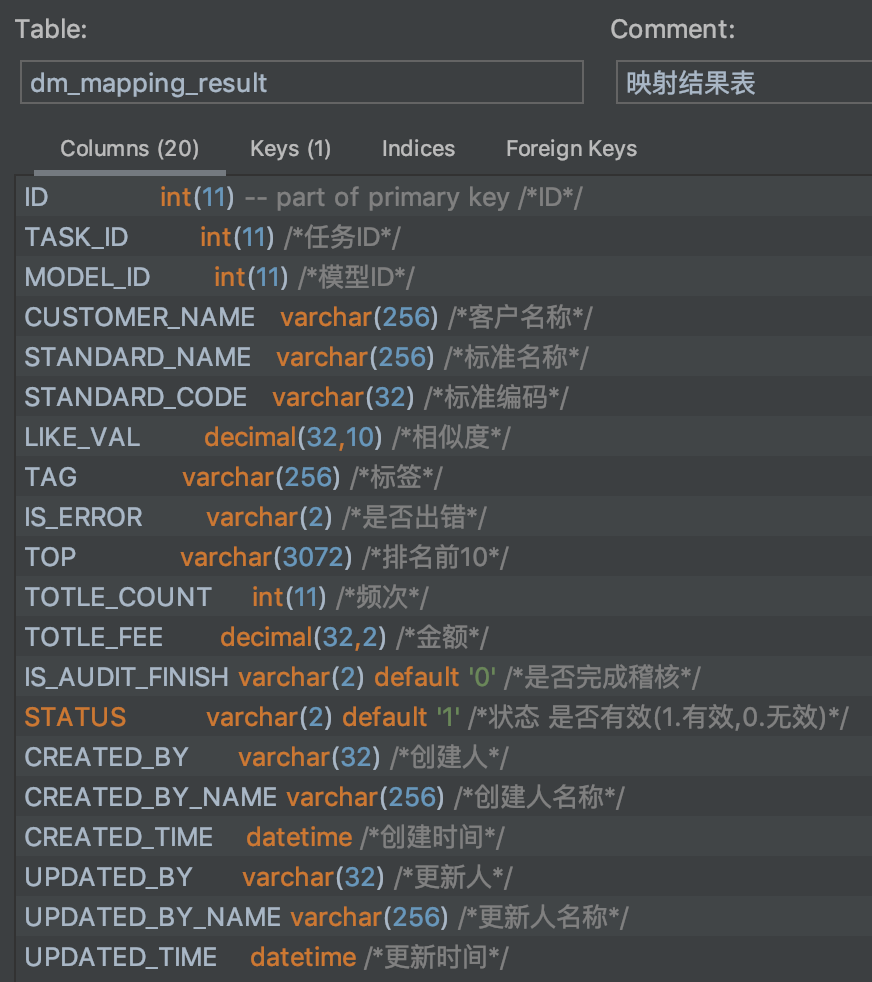 Table: Comment:
dm_mapping_result 映射结果表
Columns (20) Keys (1) Indices Foreign Keys
ID int(11) -- part of primary key /*ID*/
TASK_ID int(11) /*任务ID*/
MODEL_ID int(11) /*模型ID*/
CUSTOMER_NAME varchar(256) /*客户名称*/
STANDARD_NAME varchar(256) /*标准名称*/
STANDARD_CODE varchar(32) /*标准编码*/
LIKE_VAL decimal(32,10) /*相似度*/
TAG varchar(256) /*标签*/
IS_ERROR varchar(2) /*是否出错*/
TOP varchar(3072) /*排名前10*/
TOTLE_COUNT int(11) /*频次*/
TOTLE_FEE decimal(32,2) /*金额*/
IS_AUDIT_FINISH varchar(2) default '0' /*是否完成稽核*/
STATUS varchar(2) default '1' /*状态 是否有效(1.有效,0.无效)*/
CREATED_BY varchar(32) /*创建人*/
CREATED_BY_NAME varchar(256) /*创建人名称*/
CREATED_TIME datetime /*创建时间*/
UPDATED_BY varchar(32) /*更新人*/
UPDATED_BY_NAME varchar(256) /*更新人名称*/
UPDATED_TIME datetime /*更新时间*/